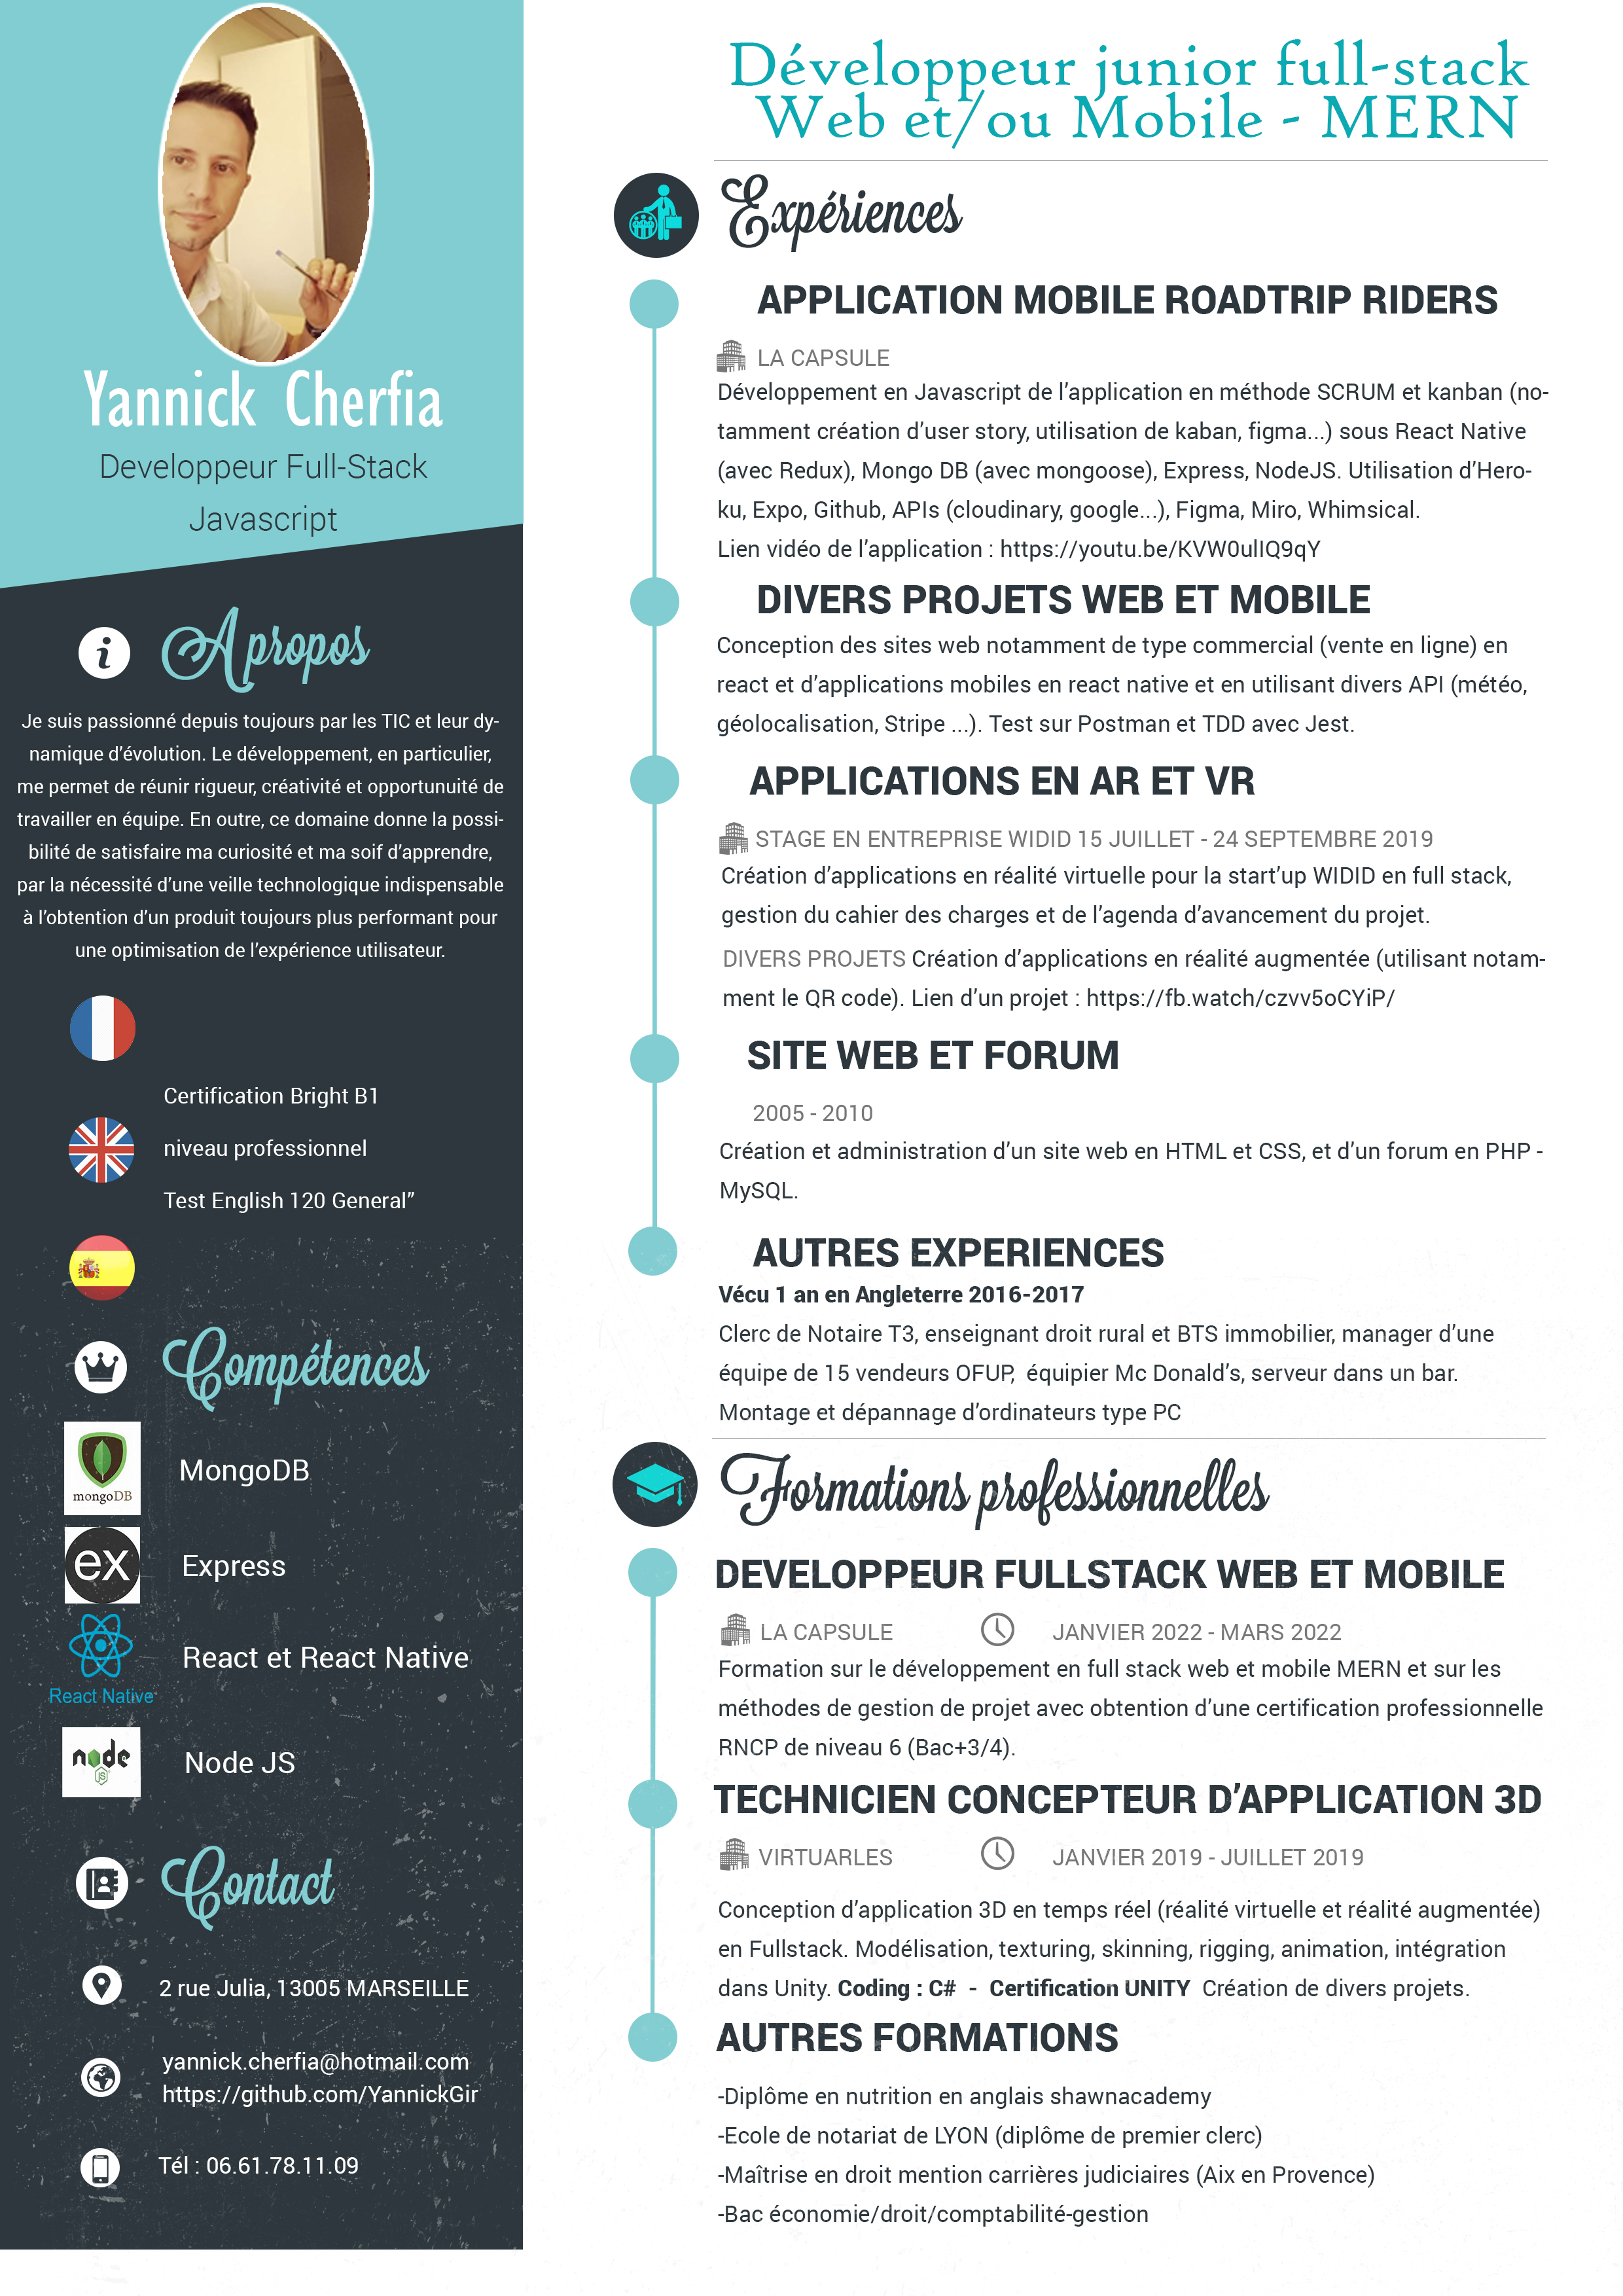 Yannick Cherfia
Developpeur Full-Stack
Javascript
A propos
Je suis passionné depuis toujours par les TIC et leur dy-
namique d’évolution. Le développement, en particulier,
me permet de réunir rigueur, créativité et opportunuité de
travailler en équipe. En outre, ce domaine donne la possi-
bilité de satisfaire ma curiosité et ma soif d’apprendre,
par la nécessité d’une veille technologique indispensable
à l’obtention d’un produit toujours plus performant pour
une optimisation de l’expérience utilisateur.
Certification Bright B1
niveau professionnel
Test English 120 General”
Compétences
mongoDB
MongoDB
ex
Express
React Native
React et React Native
node
JS
Node JS
Contact
2 rue Julia, 13005 MARSEILLE
yannick.cherfia@hotmail.com
https://github.com/YannickGir
Tél : 06.61.78.11.09
Développeur junior full-stack
Web et/ou Mobile - MERN
Expériences
APPLICATION MOBILE ROADTRIP RIDERS
LA CAPSULE
Développement en Javascript de l’application en méthode SCRUM et kanban (no-
tamment création d’user story, utilisation de kaban, figma...) sous React Native
(avec Redux), Mongo DB (avec mongoose), Express, NodeJS. Utilisation d’Hero-
ku, Expo, Github, APIs (cloudinary, google...), Figma, Miro, Whimsical.
Lien vidéo de l’application : https://youtu.be/KVW0ulIQ9qY
DIVERS PROJETS WEB ET MOBILE
Conception des sites web notamment de type commercial (vente en ligne) en
react et d’applications mobiles en react native et en utilisant divers API (météo,
géolocalisation, Stripe ...). Test sur Postman et TDD avec Jest.
APPLICATIONS EN AR ET VR
STAGE EN ENTREPRISE WIDID 15 JUILLET - 24 SEPTEMBRE 2019
Création d’applications en réalité virtuelle pour la start’up WIDID en full stack,
gestion du cahier des charges et de l’agenda d’avancement du projet.
DIVERS PROJETS Création d’applications en réalité augmentée (utilisant notam-
ment le QR code). Lien d’un projet : https://fb.watch/czvv5oCYiP/
SITE WEB ET FORUM
2005 - 2010
Création et administration d’un site web en HTML et CSS, et d’un forum en PHP -
MySQL.
AUTRES EXPERIENCES
Vécu 1 an en Angleterre 2016-2017
Clerc de Notaire T3, enseignant droit rural et BTS immobilier, manager d’une
équipe de 15 vendeurs OFUP, équipier Mc Donald’s, serveur dans un bar.
Montage et dépannage d’ordinateurs type PC
Formations professionnelles
DEVELOPPEUR FULLSTACK WEB ET MOBILE
LA CAPSULE JANVIER 2022 - MARS 2022
Formation sur le développement en full stack web et mobile MERN et sur les
méthodes de gestion de projet avec obtention d’une certification professionnelle
RNCP de niveau 6 (Bac+3/4).
TECHNICIEN CONCEPTEUR D’APPLICATION 3D
VIRTUARLES JANVIER 2019 - JUILLET 2019
Conception d’application 3D en temps réel (réalité virtuelle et réalité augmentée)
en Fullstack. Modélisation, texturing, skinning, rigging, animation, intégration
dans Unity. Coding : C# - Certification UNITY Création de divers projets.
AUTRES FORMATIONS
-Diplôme en nutrition en anglais shawnacademy
-Ecole de notariat de LYON (diplôme de premier clerc)
-Maîtrise en droit mention carrières judiciaires (Aix en Provence)
-Bac économie/droit/comptabilité-gestion